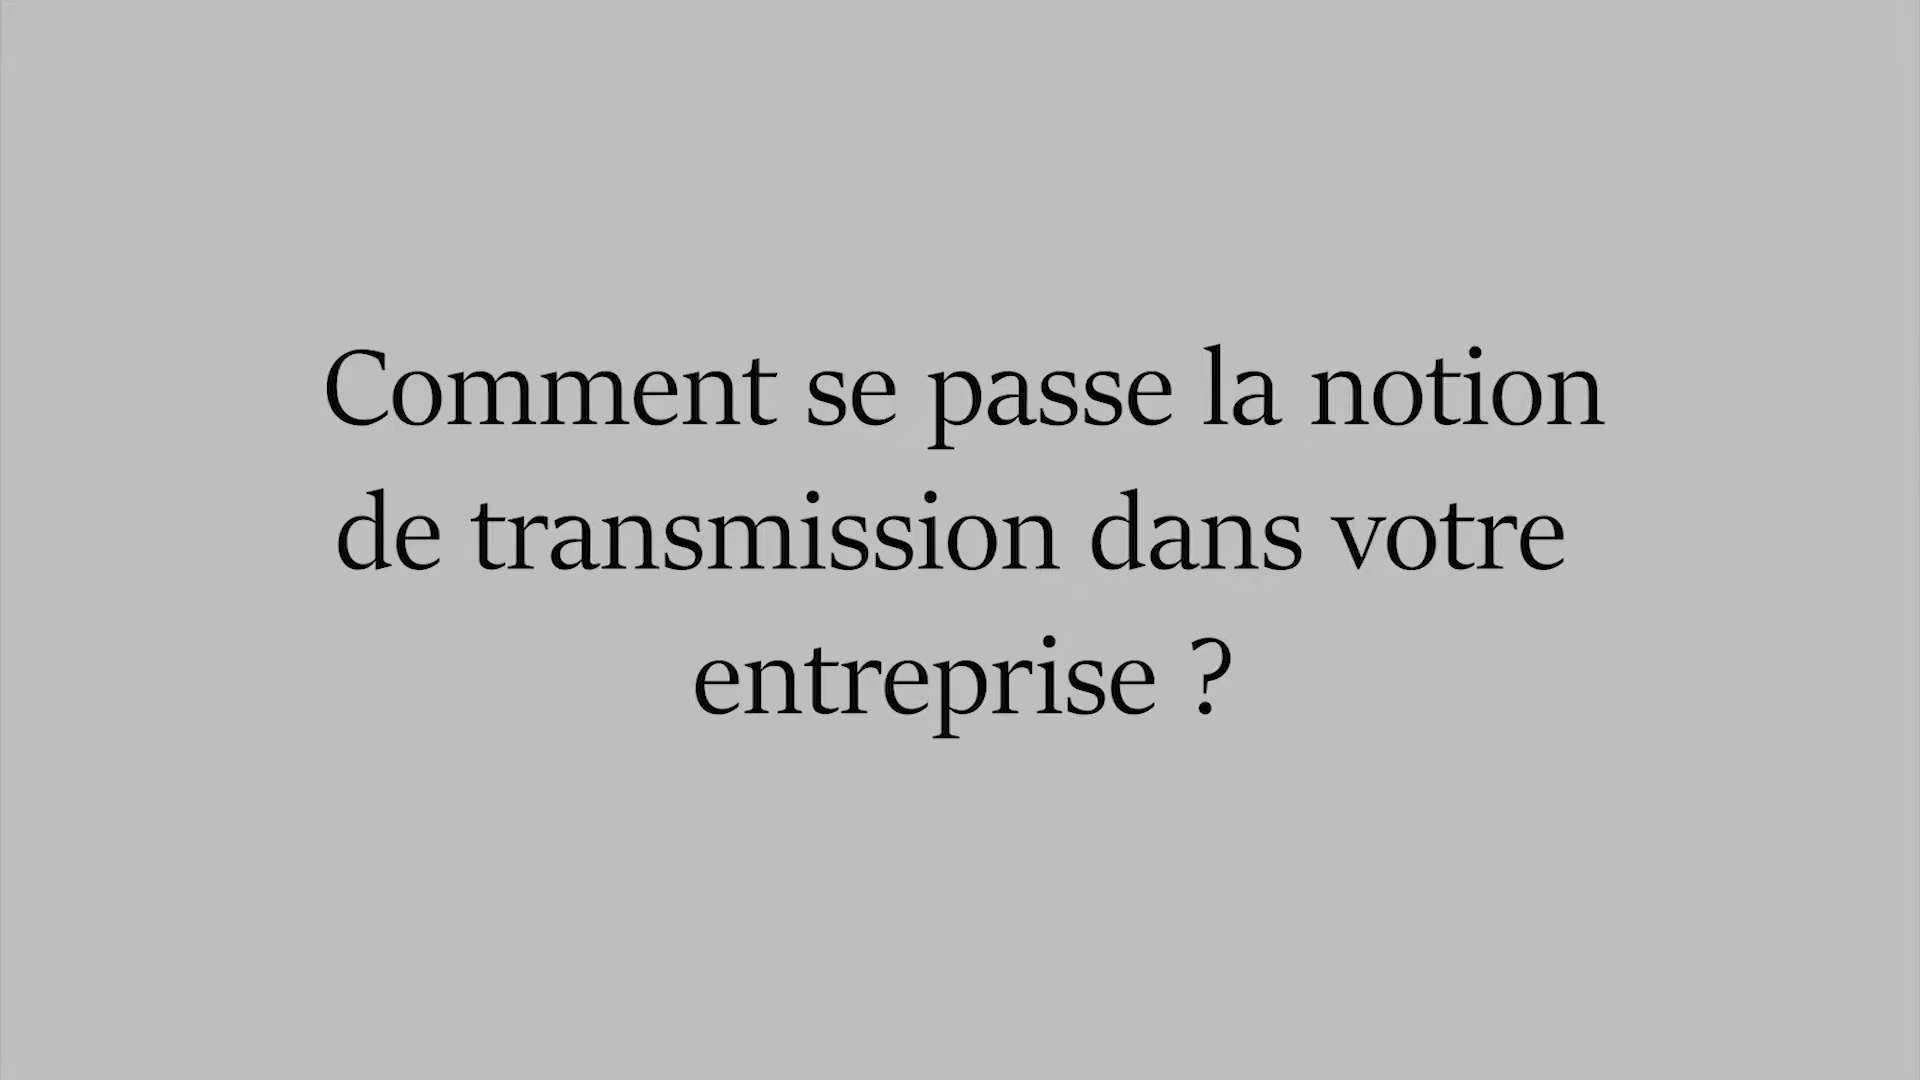 Comment se passe la notion
de transmission dans votre
entreprise ?